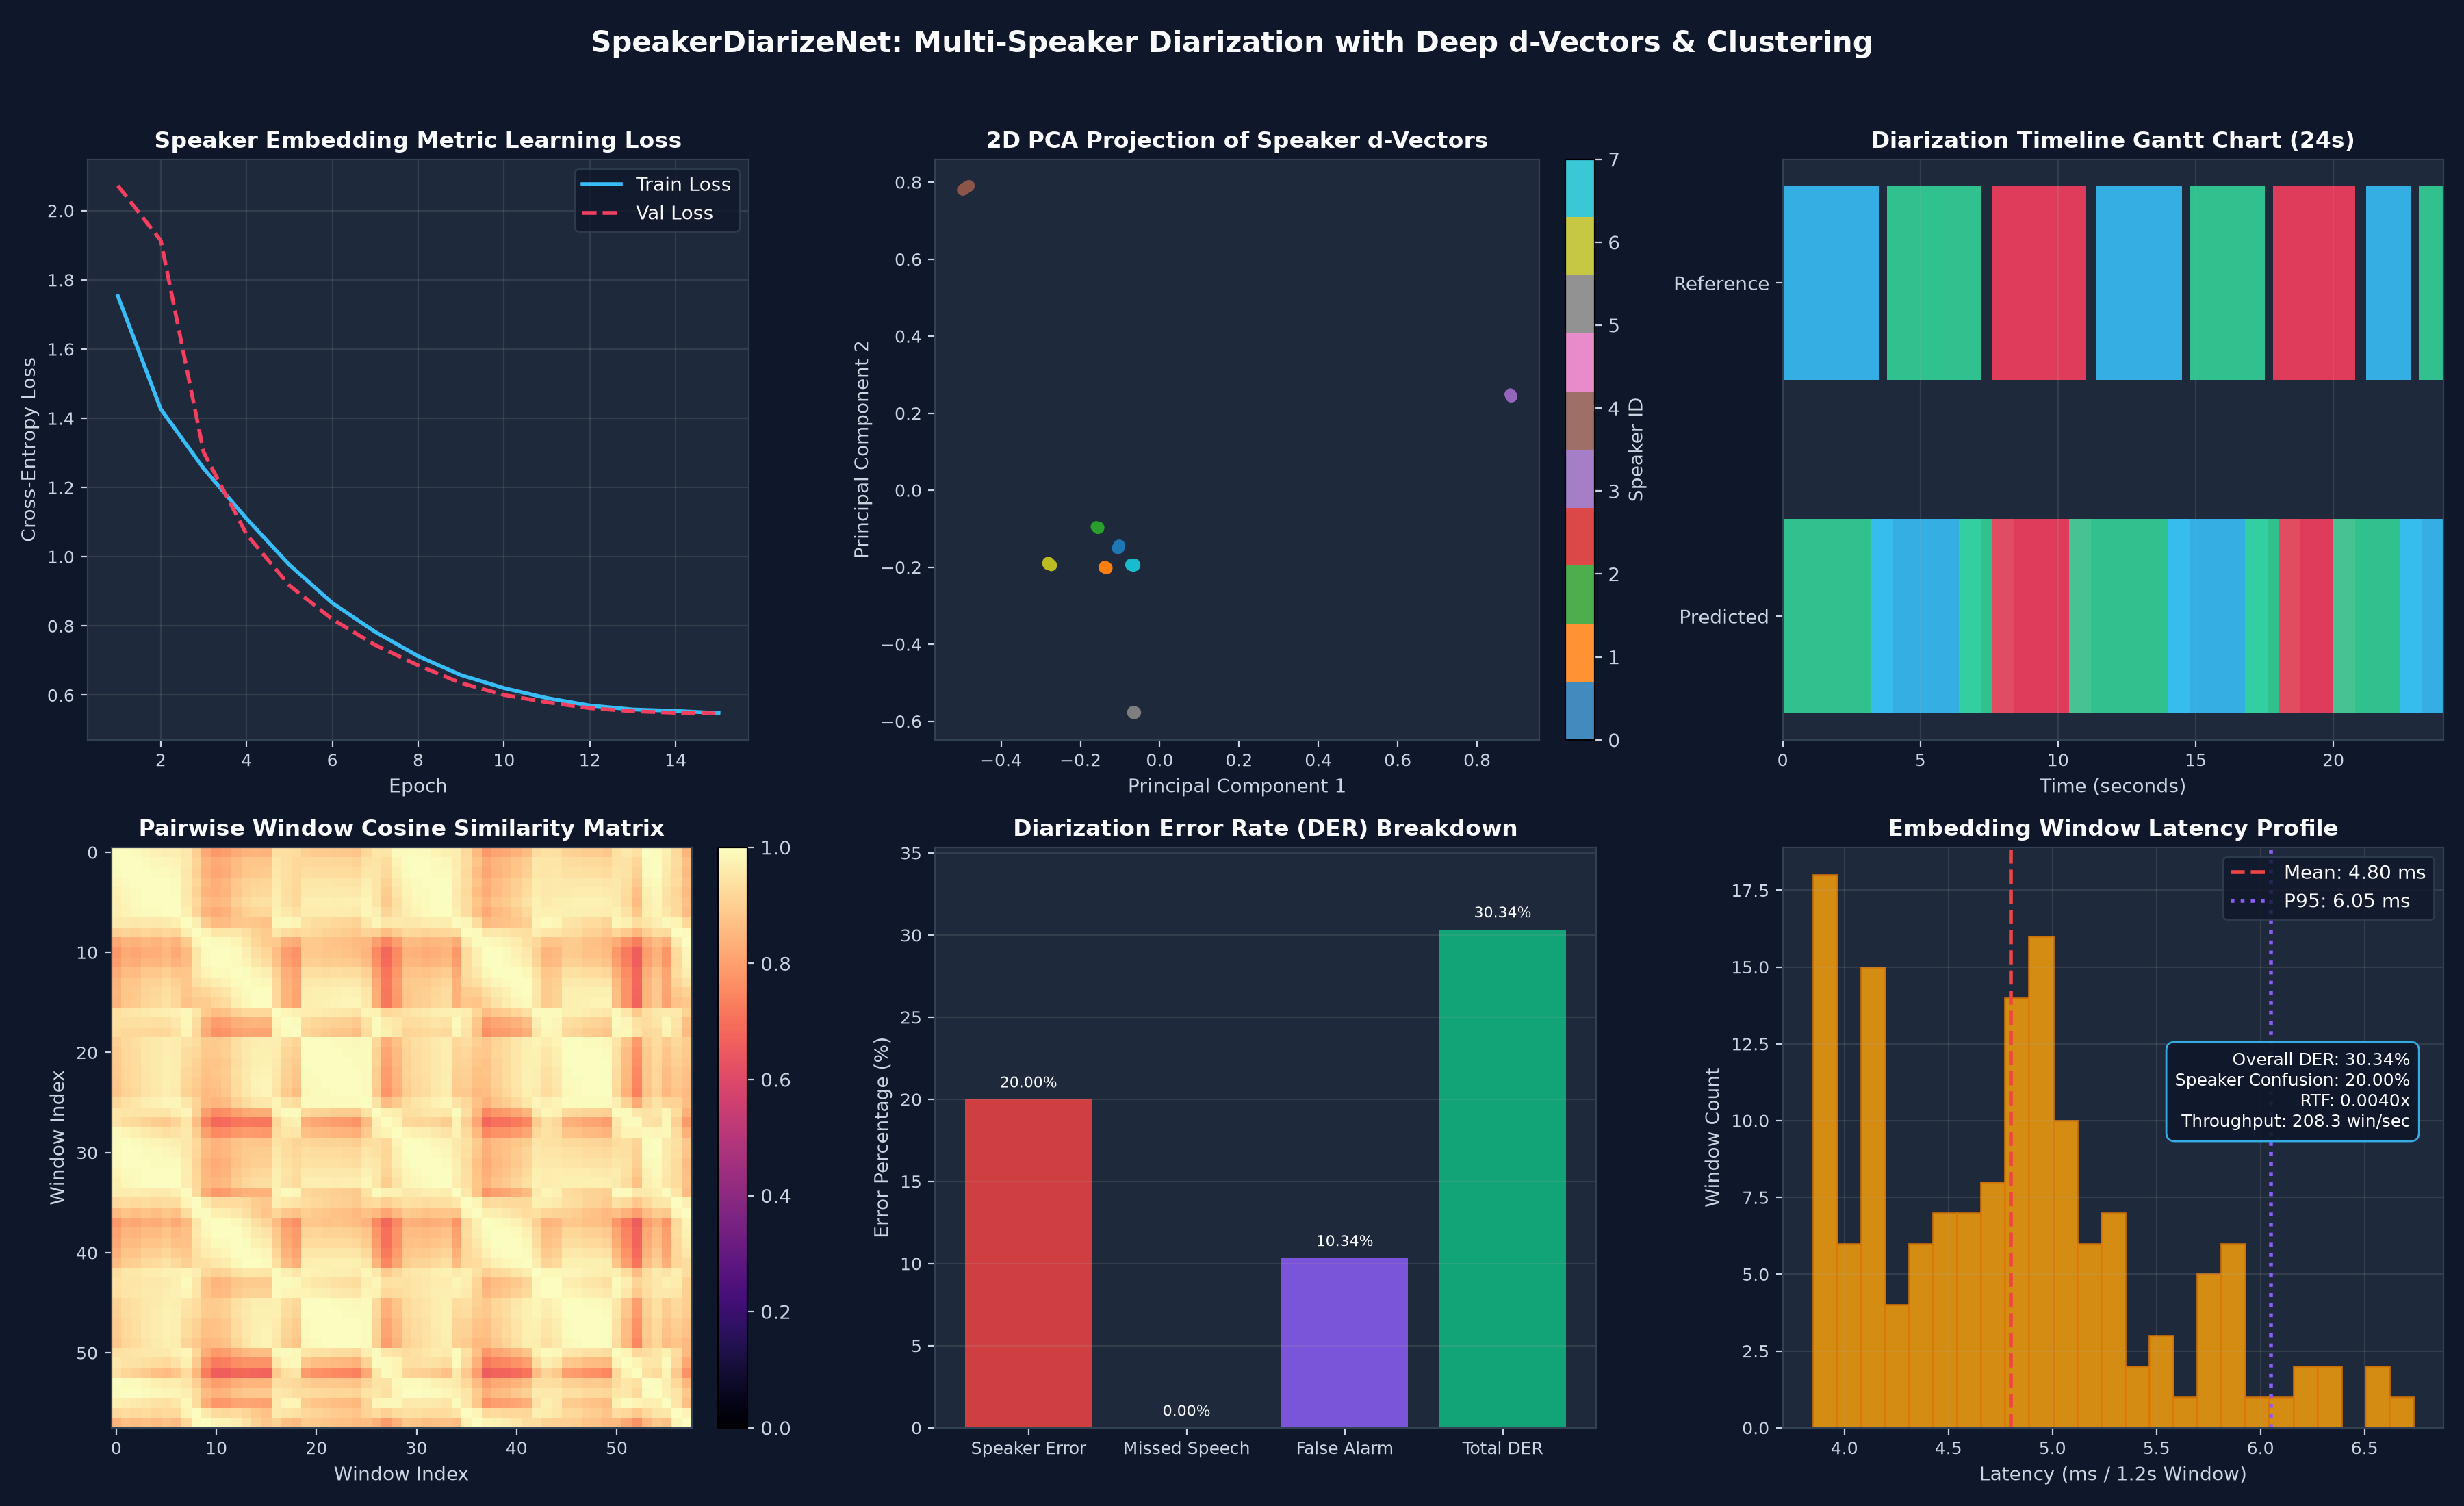 SpeakerDiarizeNet: Multi-Speaker Diarization with Deep d-Vectors & Clustering
Speaker Embedding Metric Learning Loss
Train Loss
Val Loss
2.0
1.8
1.6
1.4
1.2
1.0
0.8
0.6
Cross-Entropy Loss
2 4 6 8 10 12 14
Epoch
2D PCA Projection of Speaker d-Vectors
0.8
0.6
0.4
0.2
0.0
−0.2
−0.4
−0.6
Principal Component 2
−0.4 −0.2 0.0 0.2 0.4 0.6 0.8
Principal Component 1
7
6
5
4
3
2
1
0
Speaker ID
Diarization Timeline Gantt Chart (24s)
Reference
Predicted
0 5 10 15 20
Time (seconds)
Pairwise Window Cosine Similarity Matrix
0
10
20
30
40
50
Window Index
0 10 20 30 40 50
Window Index
1.0
0.8
0.6
0.4
0.2
0.0
Diarization Error Rate (DER) Breakdown
35
30
25
20
15
10
5
0
Error Percentage (%)
20.00%
0.00%
10.34%
30.34%
Speaker Error Missed Speech False Alarm Total DER
Embedding Window Latency Profile
Mean: 4.80 ms
P95: 6.05 ms
17.5
15.0
12.5
10.0
7.5
5.0
2.5
0.0
Window Count
Overall DER: 30.34%
Speaker Confusion: 20.00%
RTF: 0.0040x
Throughput: 208.3 win/sec
4.0 4.5 5.0 5.5 6.0 6.5
Latency (ms / 1.2s Window)